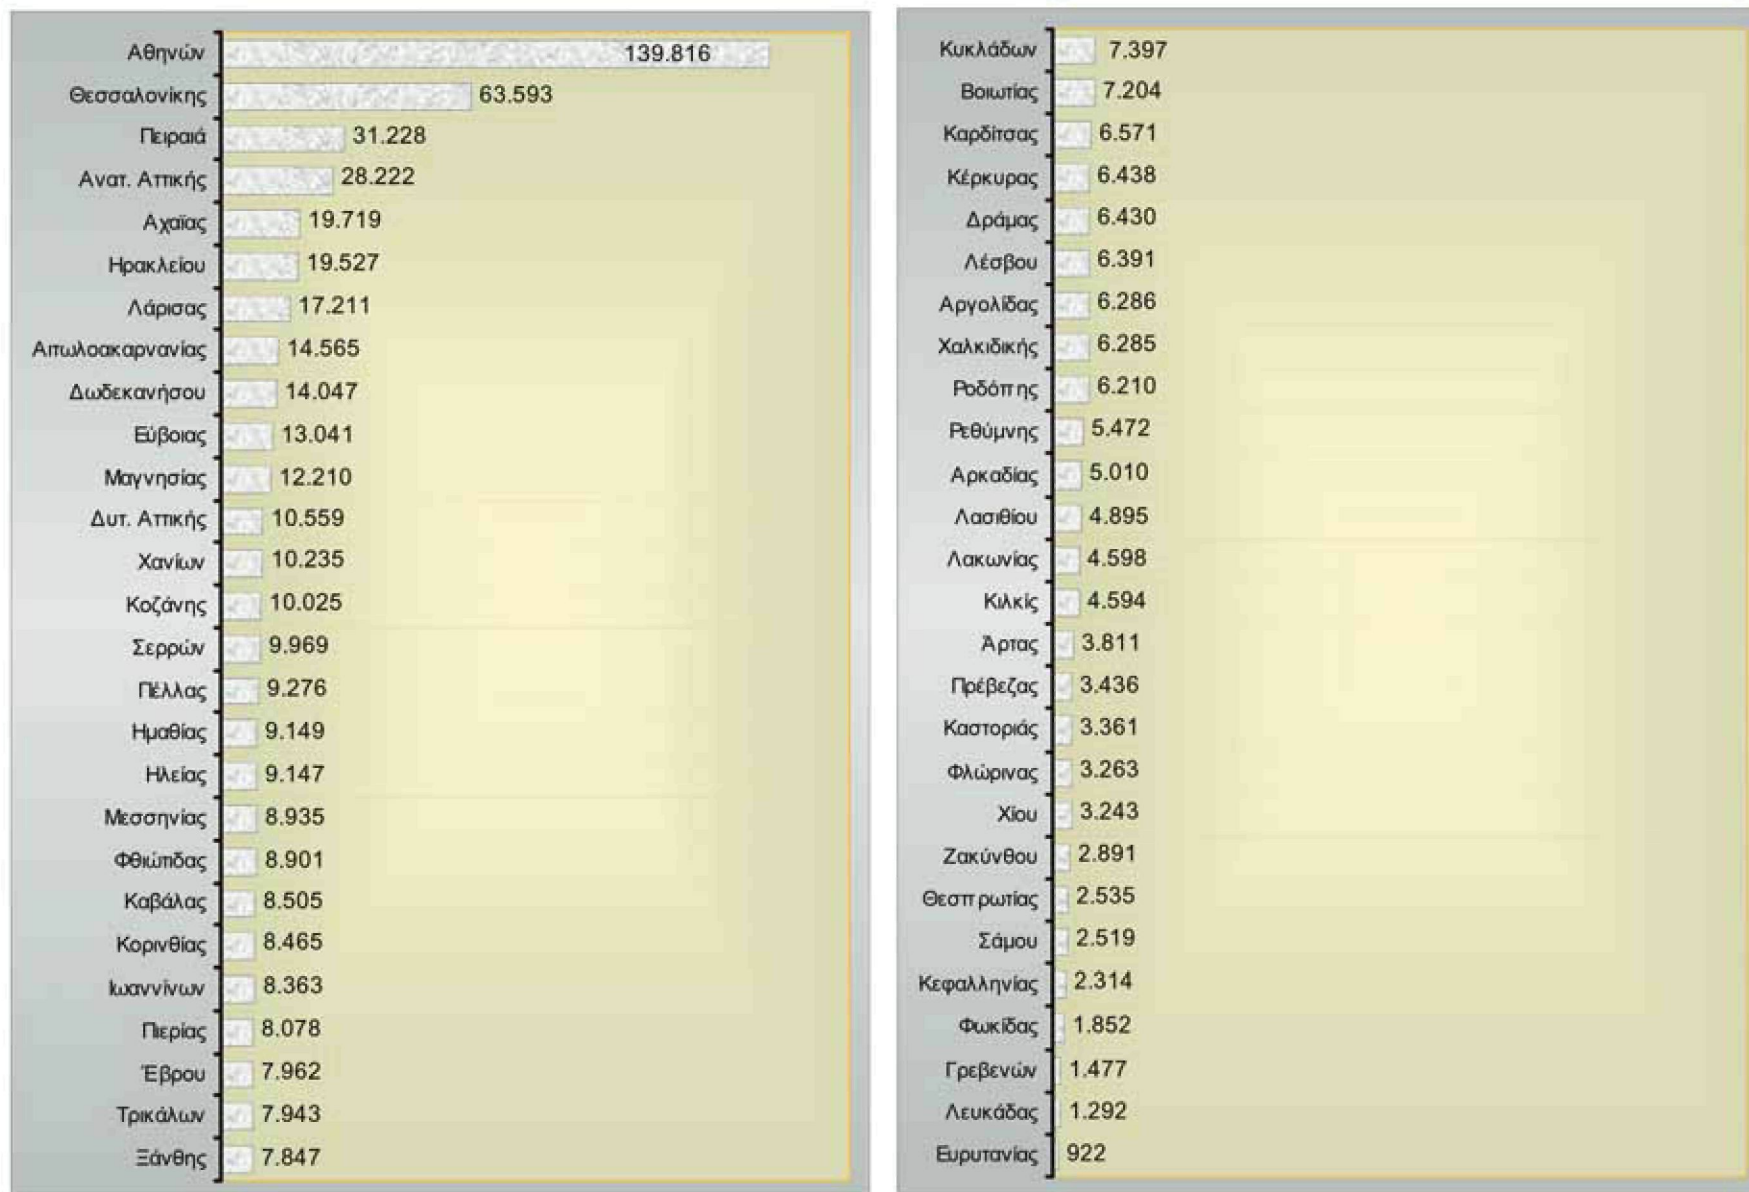 Αθηνών 139.816
Θεσσαλονίκης 63.593
Πειραιά 31.228
Ανατ. Αττικής 28.222
Αχαϊας 19.719
Ηρακλείου 19.527
Λάρισας 17.211
Αιτωλοακαρνανίας 14.565
Δωδεκανήσου 14.047
Εύβοιας 13.041
Μαγνησίας 12.210
Δυτ. Αττικής 10.559
Χανίων 10.235
Κοζάνης 10.025
Σερρών 9.969
Πέλλας 9.276
Ημαθίας 9.149
Ηλείας 9.147
Μεσσηνίας 8.935
Φθιώτιδας 8.901
Καβάλας 8.505
Κορινθίας 8.465
Ιωαννίνων 8.363
Πιερίας 8.078
Έβρου 7.962
Τρικάλων 7.943
Ξάνθης 7.847
Κυκλάδων 7.397
Βοιωτίας 7.204
Καρδίτσας 6.571
Κέρκυρας 6.438
Δράμας 6.430
Λέσβου 6.391
Αργολίδας 6.286
Χαλκιδικής 6.285
Ροδόπης 6.210
Ρεθύμνης 5.472
Αρκαδίας 5.010
Λασιθίου 4.895
Λακωνίας 4.598
Κιλκίς 4.594
Άρτας 3.811
Πρέβεζας 3.436
Καστοριάς 3.361
Φλώρινας 3.263
Χίου 3.243
Ζακύνθου 2.891
Θεσπρωτίας 2.535
Σάμου 2.519
Κεφαλληνίας 2.314
Φωκίδας 1.852
Γρεβενών 1.477
Λευκάδας 1.292
Ευρυτανίας 922